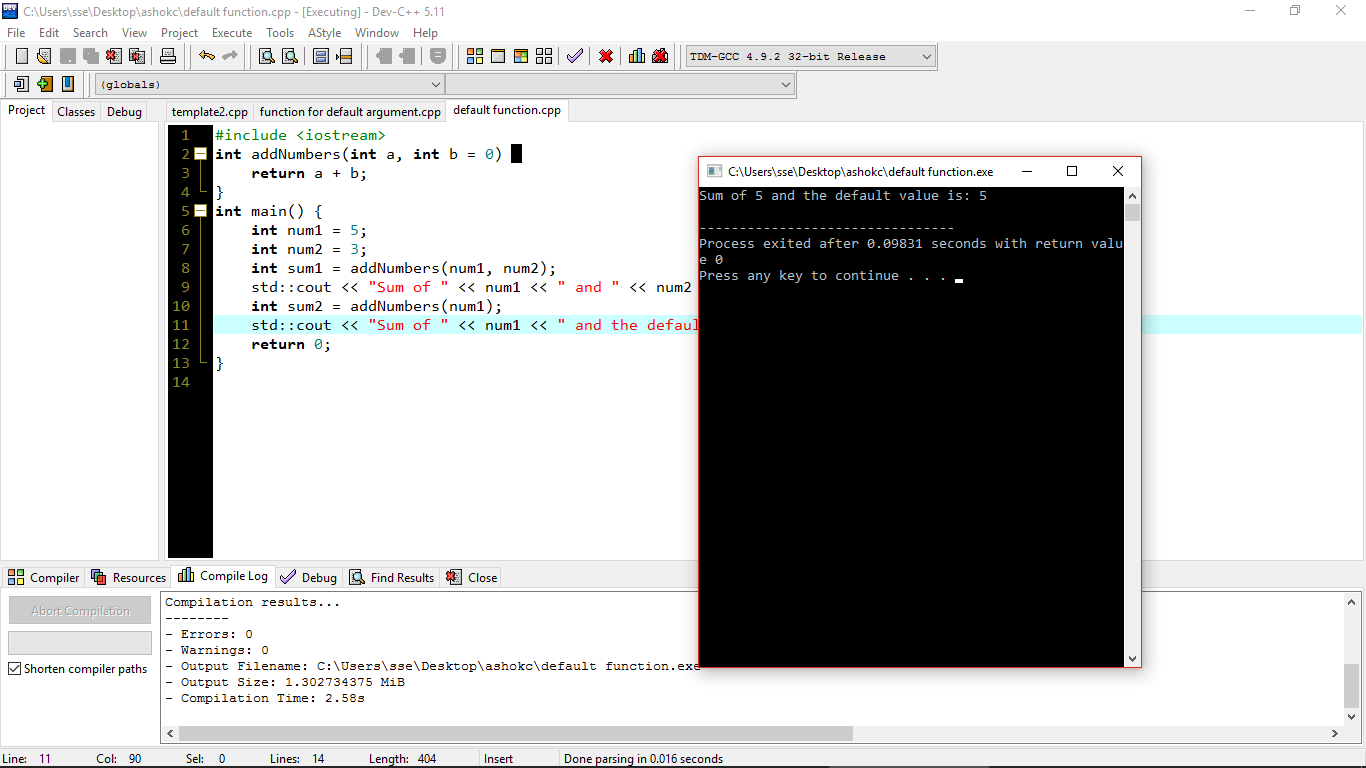 C:\Users\sse\Desktop\ashokc\default function.cpp - [Executing] - Dev-C++ 5.11
File Edit Search View Project Execute Tools AStyle Window Help
TDM-GCC 4.9.2 32-bit Release
(globals)
Project Classes Debug
template2.cpp function for default argument.cpp default function.cpp
1 #include <iostream>
2 int addNumbers(int a, int b = 0)
3 return a + b;
4 }
5 int main() {
6 int num1 = 5;
7 int num2 = 3;
8 int sum1 = addNumbers(num1, num2);
9 std::cout << "Sum of " << num1 << " and " << num2
10 int sum2 = addNumbers(num1);
11 std::cout << "Sum of " << num1 << " and the defaul
12 return 0;
13 }
14
C:\Users\sse\Desktop\ashokc\default function.exe
Sum of 5 and the default value is: 5
--------------------------------
Process exited after 0.09831 seconds with return valu
e 0
Press any key to continue . . .
Compiler Resources Compile Log Debug Find Results Close
Abort Compilation
Shorten compiler paths
Compilation results...
--------
- Errors: 0
- Warnings: 0
- Output Filename: C:\Users\sse\Desktop\ashokc\default function.exe
- Output Size: 1.302734375 MiB
- Compilation Time: 2.58s
Line: 11 Col: 90 Sel: 0 Lines: 14 Length: 404 Insert Done parsing in 0.016 seconds